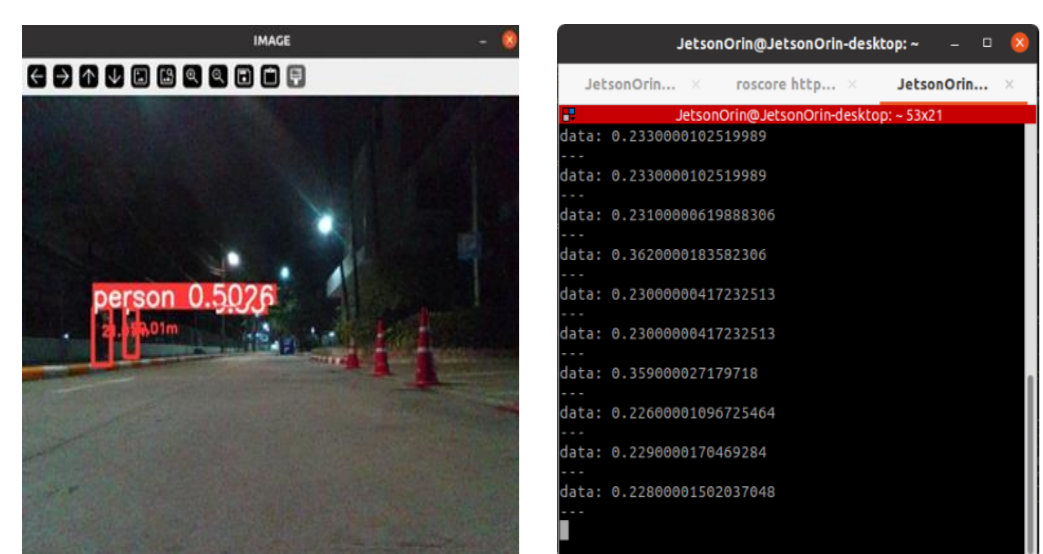 IMAGE
person 0.5026
JetsonOrin@JetsonOrin-desktop: ~
JetsonOrin...
roscore http...
JetsonOrin...
JetsonOrin@JetsonOrin-desktop: ~ 53x21
data: 0.2330000102519989
---
data: 0.2330000102519989
---
data: 0.23100000619888306
---
data: 0.3620000183582306
---
data: 0.23000000417232513
---
data: 0.23000000417232513
---
data: 0.359000027179718
---
data: 0.22600001096725464
---
data: 0.2290000170469284
---
data: 0.22800001502037048
---